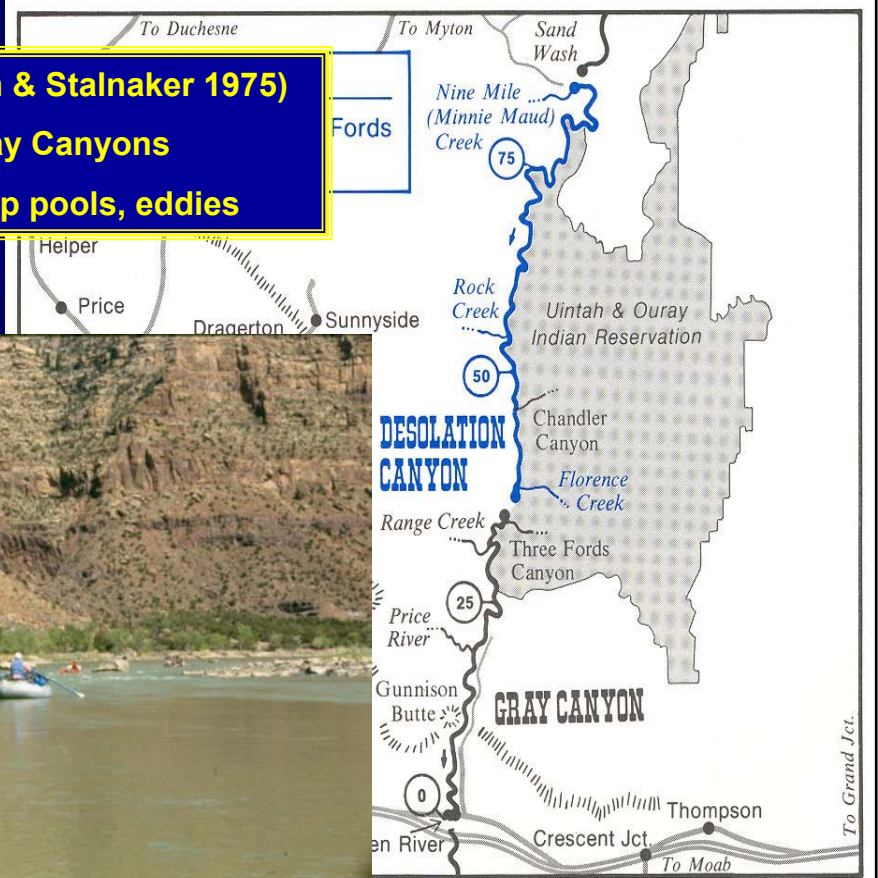 To Duchesne
To Myton
Sand
Wash
& Stalnaker 1975)
ay Canyons
p pools, eddies
Fords
Nine Mile
(Minnie Maud)
Creek
75
Helper
Price
Dragerton
Sunnyside
Rock
Creek
Uintah & Ouray
Indian Reservation
50
DESOLATION
CANYON
Chandler
Canyon
Florence
Creek
Range Creek
Three Fords
Canyon
25
Price
River
Gunnison
Butte
GRAY CANYON
0
en River
Crescent Jct.
Thompson
To Moab
To Grand Jct.